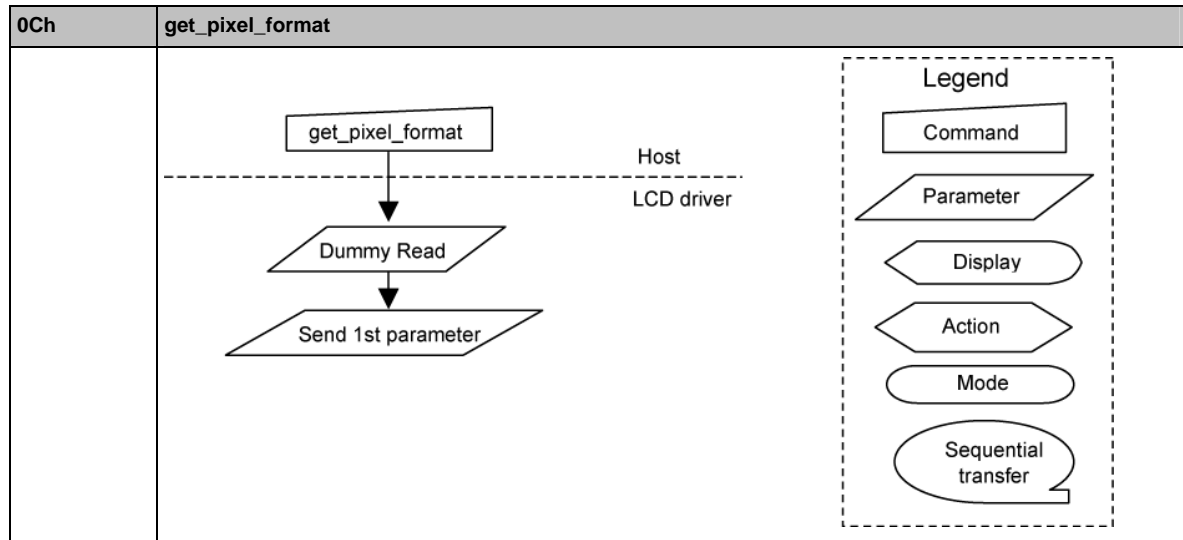 0Ch get_pixel_format
get_pixel_format
Host
LCD driver
Dummy Read
Send 1st parameter
Legend
Command
Parameter
Display
Action
Mode
Sequential
transfer